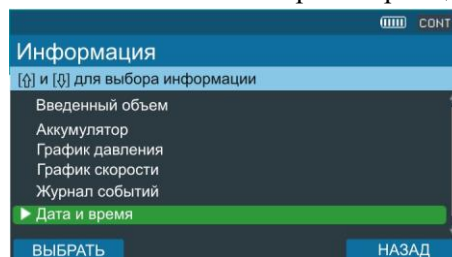 CONT
Информация
[⇧] и [⇩] для выбора информации
Введенный объем
Аккумулятор
График давления
График скорости
Журнал событий
Дата и время
ВЫБРАТЬ НАЗАД